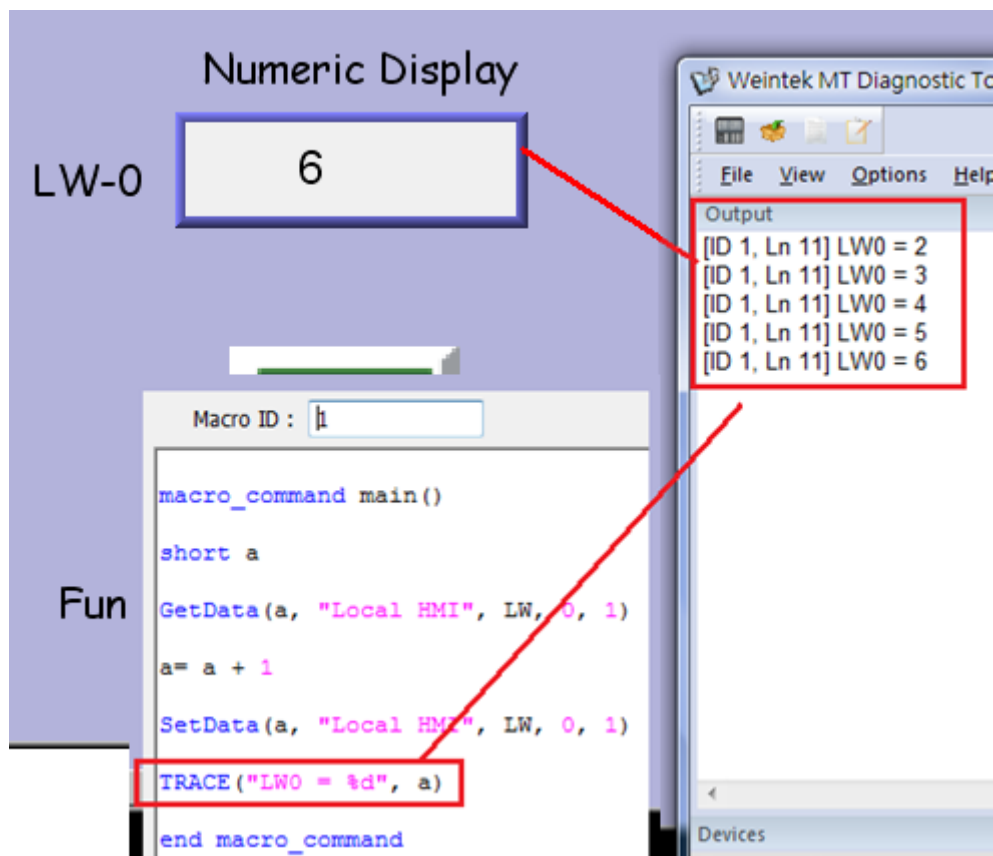 Numeric Display
LW-0
6
Weintek MT Diagnostic To
File View Options Help
Output
[ID 1, Ln 11] LW0 = 2
[ID 1, Ln 11] LW0 = 3
[ID 1, Ln 11] LW0 = 4
[ID 1, Ln 11] LW0 = 5
[ID 1, Ln 11] LW0 = 6
Macro ID : 1
macro_command main()
short a
Fun
GetData(a, "Local HMI", LW, 0, 1)
a= a + 1
SetData(a, "Local HMI", LW, 0, 1)
TRACE("LW0 = %d", a)
end macro_command
Devices